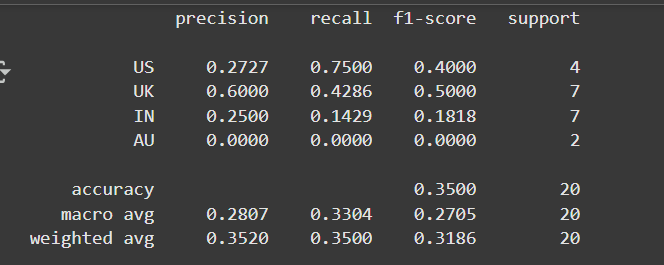 precision recall f1-score support
US 0.2727 0.7500 0.4000 4
UK 0.6000 0.4286 0.5000 7
IN 0.2500 0.1429 0.1818 7
AU 0.0000 0.0000 0.0000 2
accuracy 0.3500 20
macro avg 0.2807 0.3304 0.2705 20
weighted avg 0.3520 0.3500 0.3186 20